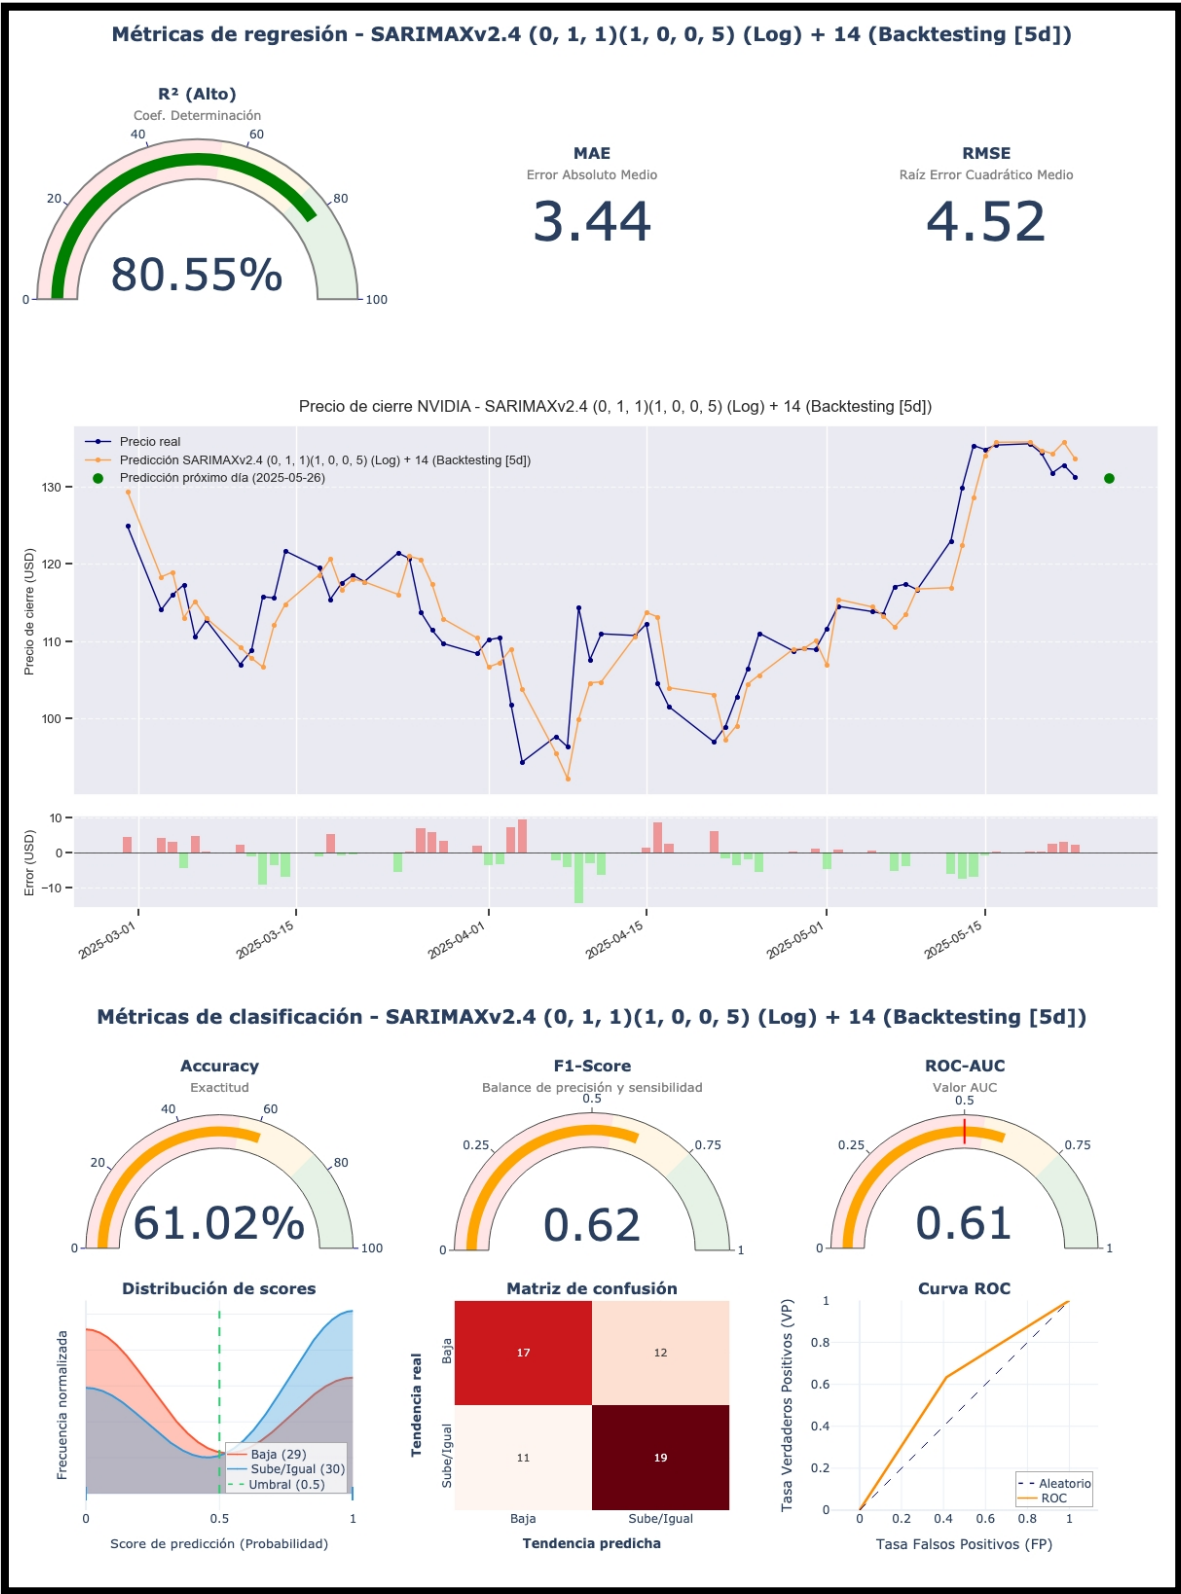 Métricas de regresión - SARIMAXv2.4 (0, 1, 1)(1, 0, 0, 5) (Log) + 14 (Backtesting [5d])
R² (Alto)
Coef. Determinación
0
20
40
60
80
100
80.55%
MAE
Error Absoluto Medio
3.44
RMSE
Raíz Error Cuadrático Medio
4.52
Precio de cierre NVIDIA - SARIMAXv2.4 (0, 1, 1)(1, 0, 0, 5) (Log) + 14 (Backtesting [5d])
Precio real
Predicción SARIMAXv2.4 (0, 1, 1)(1, 0, 0, 5) (Log) + 14 (Backtesting [5d])
Predicción próximo día (2025-05-26)
Precio de cierre (USD)
130
120
110
100
Error (USD)
10
0
−10
2025-03-01
2025-03-15
2025-04-01
2025-04-15
2025-05-01
2025-05-15
Métricas de clasificación - SARIMAXv2.4 (0, 1, 1)(1, 0, 0, 5) (Log) + 14 (Backtesting [5d])
Accuracy
Exactitud
0
20
40
60
80
100
61.02%
F1-Score
Balance de precisión y sensibilidad
0
0.25
0.5
0.75
1
0.62
ROC-AUC
Valor AUC
0
0.25
0.5
0.75
1
0.61
Distribución de scores
Frecuencia normalizada
Baja (29)
Sube/Igual (30)
Umbral (0.5)
0
0.5
1
Score de predicción (Probabilidad)
Matriz de confusión
Tendencia real
Baja
Sube/Igual
17
12
11
19
Baja
Sube/Igual
Tendencia predicha
Curva ROC
Tasa Verdaderos Positivos (VP)
1
0.8
0.6
0.4
0.2
0
Aleatorio
ROC
0
0.2
0.4
0.6
0.8
1
Tasa Falsos Positivos (FP)